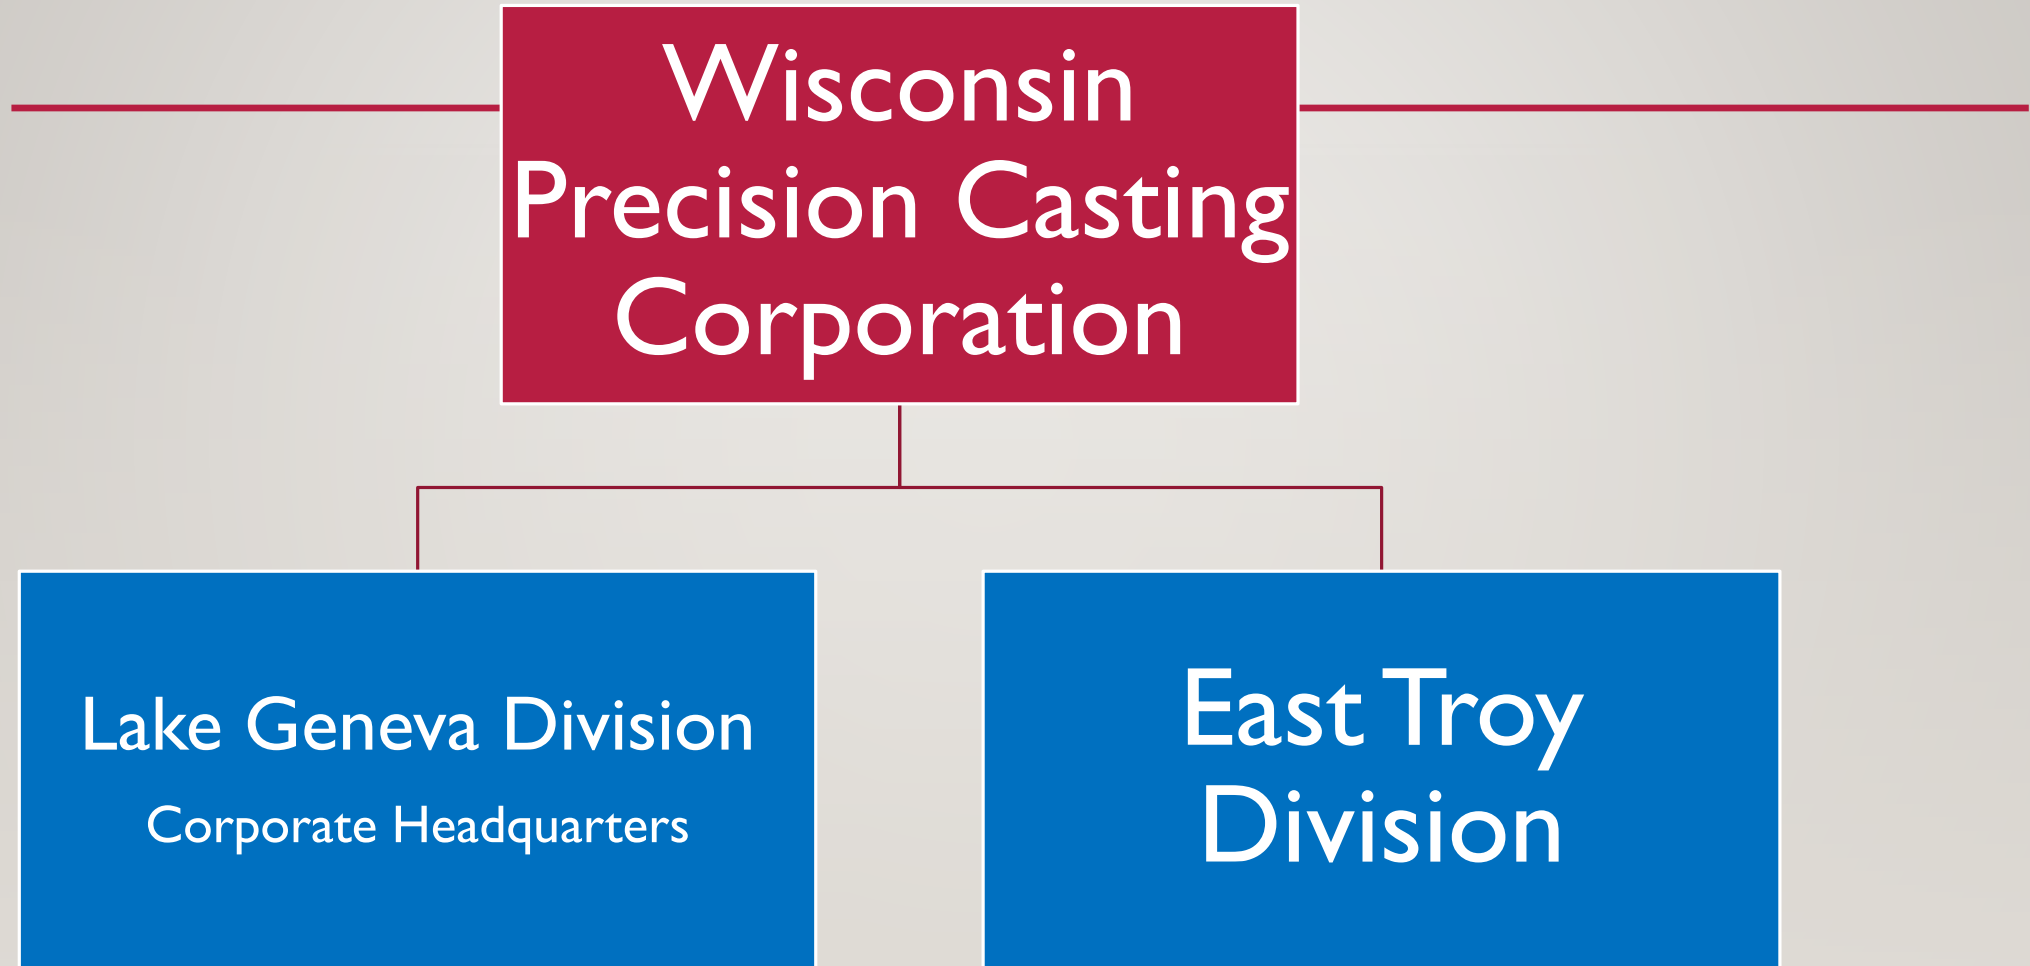 Wisconsin
Precision Casting
Corporation
Lake Geneva Division
Corporate Headquarters
East Troy
Division